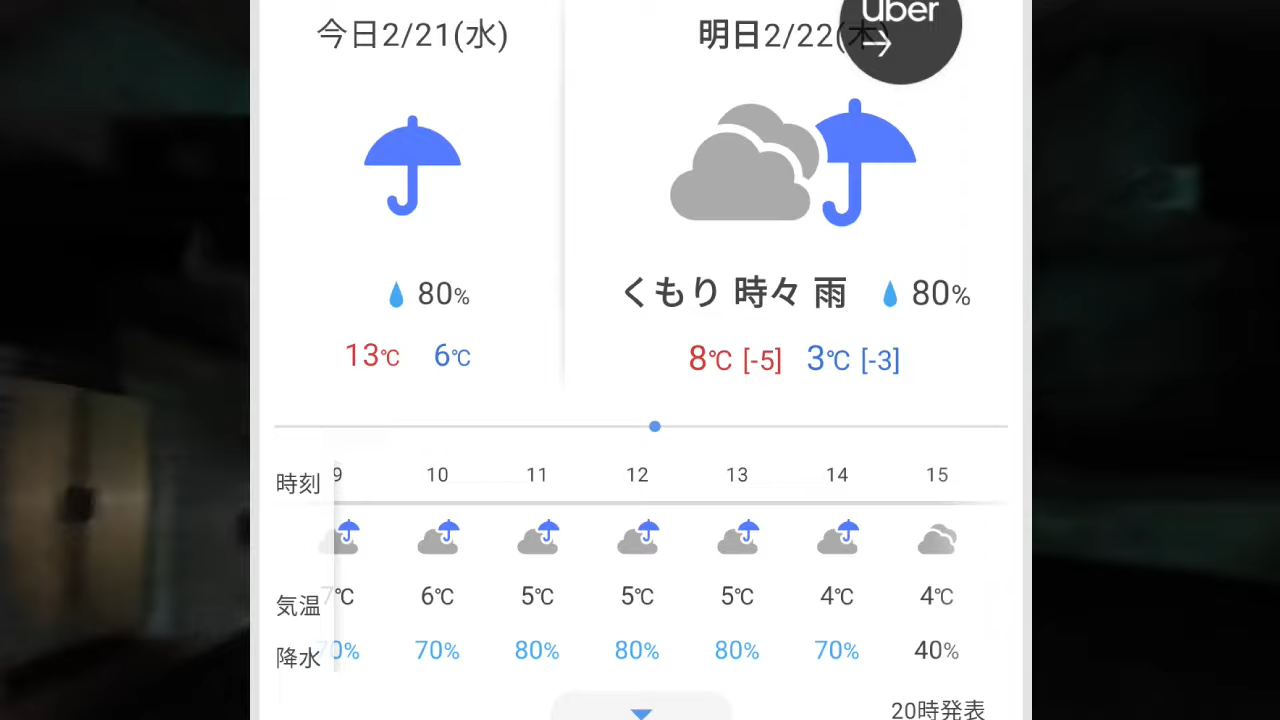 今日2/21(水)
明日2/22(木)
Uber
80%
13℃ 6℃
くもり 時々 雨 80%
8℃ [-5] 3℃ [-3]
時刻 9 10 11 12 13 14 15
気温 7℃ 6℃ 5℃ 5℃ 5℃ 4℃ 4℃
降水 70% 70% 80% 80% 80% 70% 40%
20時発表